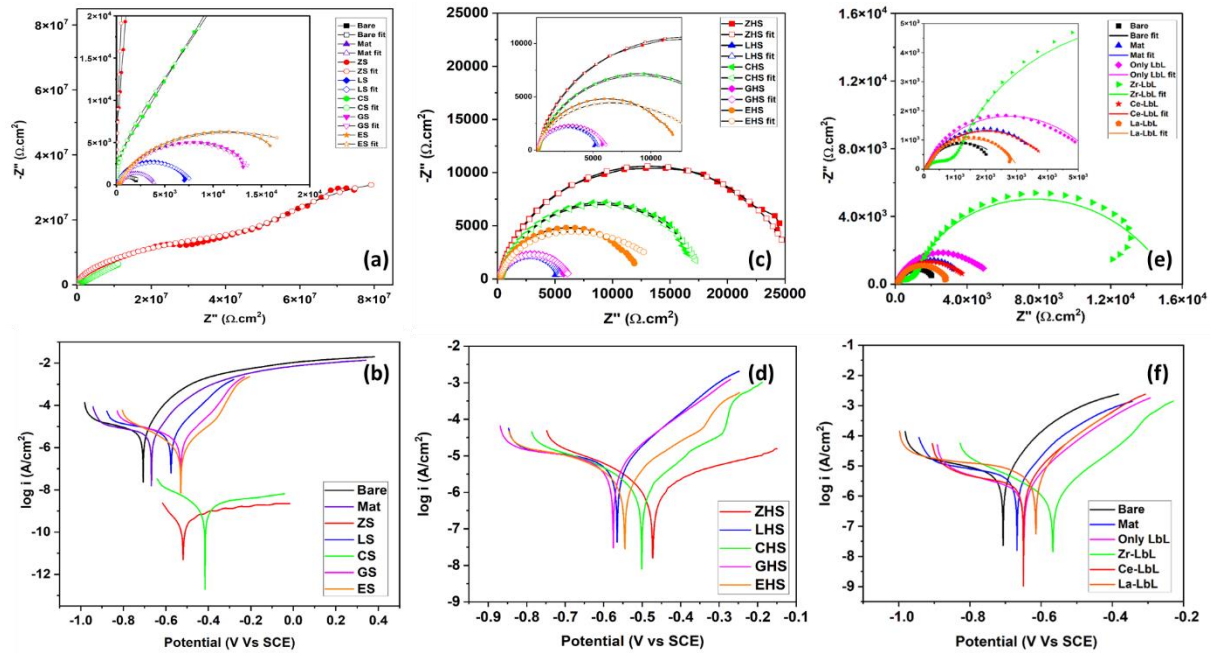 8×10⁷
6×10⁷
4×10⁷
2×10⁷
0
-Z'' (Ω.cm²)
2.0×10⁴
1.5×10⁴
1.0×10⁴
5.0×10³
0.0
0.0
5.0×10³
1.0×10⁴
1.5×10⁴
2.0×10⁴
Bare
Bare fit
Mat
Mat fit
ZS
ZS fit
LS
LS fit
CS
CS fit
GS
GS fit
ES
ES fit
(a)
0
2×10⁷
4×10⁷
6×10⁷
8×10⁷
Z'' (Ω.cm²)
25000
20000
15000
10000
5000
0
-Z'' (Ω.cm²)
10000
5000
0
0
5000
10000
ZHS
ZHS fit
LHS
LHS fit
CHS
CHS fit
GHS
GHS fit
EHS
EHS fit
(c)
0
5000
10000
15000
20000
25000
Z'' (Ω.cm²)
1.6×10⁴
1.2×10⁴
8.0×10³
4.0×10³
0.0
-Z'' (Ω.cm²)
5×10³
4×10³
3×10³
2×10³
1×10³
0
0
1×10³
2×10³
3×10³
4×10³
5×10³
Bare
Bare fit
Mat
Mat fit
Only LbL
Only LbL fit
Zr-LbL
Zr-LbL fit
Ce-LbL
Ce-LbL fit
La-LbL
La-LbL fit
(e)
0.0
4.0×10³
8.0×10³
1.2×10⁴
1.6×10⁴
Z'' (Ω.cm²)
-2
-4
-6
-8
-10
-12
log i (A/cm²)
Bare
Mat
ZS
LS
CS
GS
ES
(b)
-1.0
-0.8
-0.6
-0.4
-0.2
0.0
0.2
0.4
Potential (V Vs SCE)
-1
-2
-3
-4
-5
-6
-7
-8
-9
log i (A/cm²)
ZHS
LHS
CHS
GHS
EHS
(d)
-0.9
-0.8
-0.7
-0.6
-0.5
-0.4
-0.3
-0.2
-0.1
Potential (V vs SCE)
-1
-2
-3
-4
-5
-6
-7
-8
-9
log i (A/cm²)
Bare
Mat
Only LbL
Zr-LbL
Ce-LbL
La-LbL
(f)
-1.0
-0.8
-0.6
-0.4
-0.2
Potential (V Vs SCE)